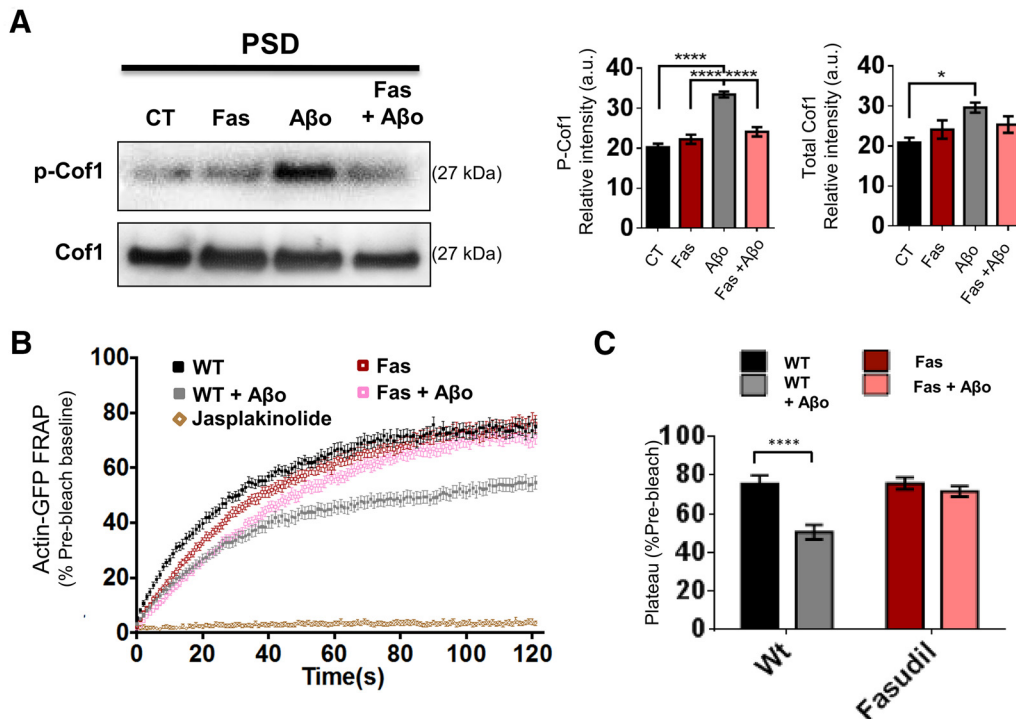 A
PSD
CT Fas Aβo Fas + Aβo
p-Cof1 (27 kDa)
Cof1 (27 kDa)
P-Cof1
Relative intensity (a.u.)
40
30
20
10
0
**** **** ****
CT Fas Aβo Fas +Aβo
Total Cof1
Relative intensity (a.u.)
40
30
20
10
0
*
CT Fas Aβo Fas +Aβo
B
Actin-GFP FRAP
(% Pre-bleach baseline)
100
80
60
40
20
0
WT Fas
WT + Aβo Fas + Aβo
Jasplakinolide
0 20 40 60 80 100 120
Time(s)
C
WT Fas
WT + Aβo Fas + Aβo
Plateau (%Pre-bleach)
100
80
60
40
20
0
****
Wt Fasudil